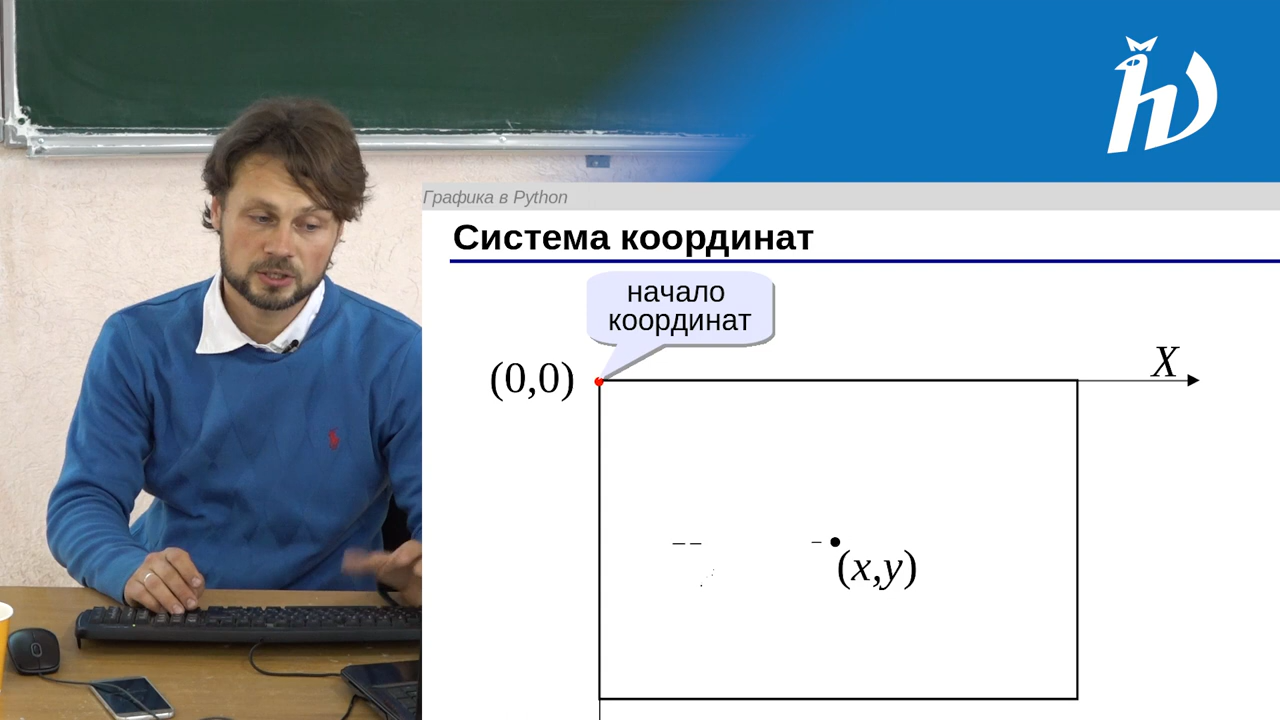 Графика в Python
Система координат
начало
координат
(0,0)
X
(x,y)